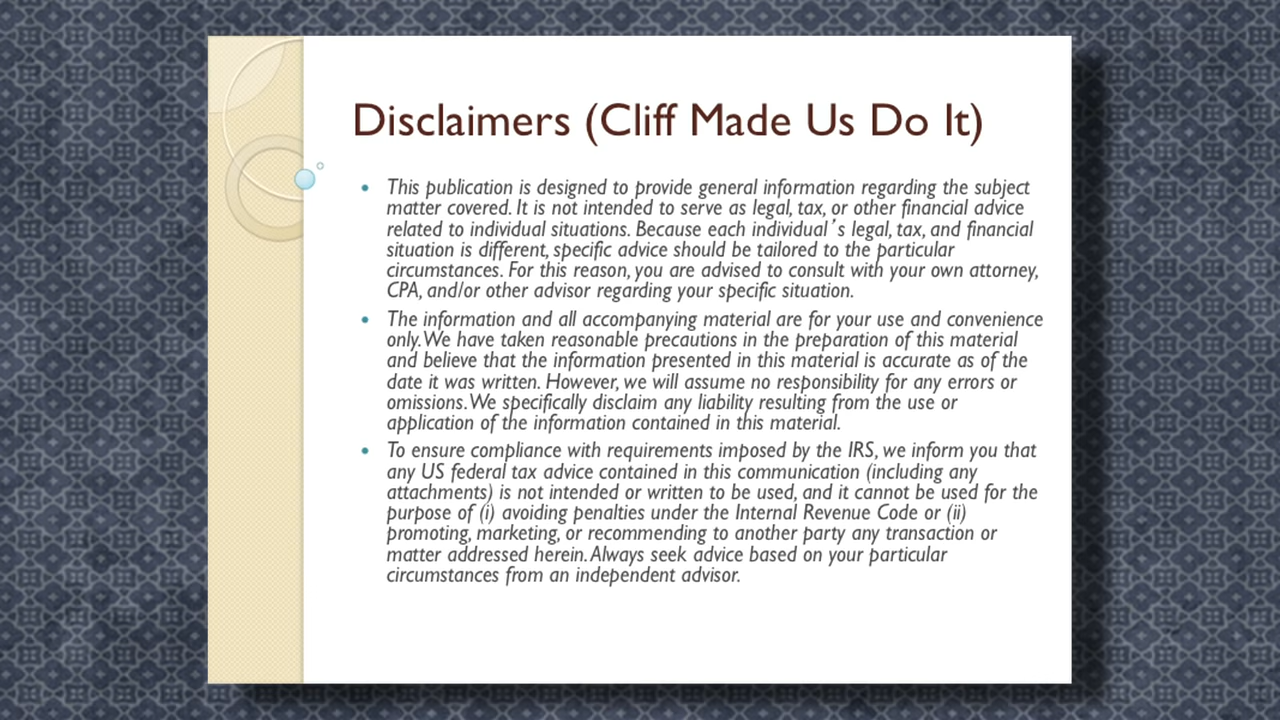 Disclaimers (Cliff Made Us Do It)
• This publication is designed to provide general information regarding the subject
matter covered. It is not intended to serve as legal, tax, or other financial advice
related to individual situations. Because each individual’s legal, tax, and financial
situation is different, specific advice should be tailored to the particular
circumstances. For this reason, you are advised to consult with your own attorney,
CPA, and/or other advisor regarding your specific situation.
• The information and all accompanying material are for your use and convenience
only. We have taken reasonable precautions in the preparation of this material
and believe that the information presented in this material is accurate as of the
date it was written. However, we will assume no responsibility for any errors or
omissions. We specifically disclaim any liability resulting from the use or
application of the information contained in this material.
• To ensure compliance with requirements imposed by the IRS, we inform you that
any US federal tax advice contained in this communication (including any
attachments) is not intended or written to be used, and it cannot be used for the
purpose of (i) avoiding penalties under the Internal Revenue Code or (ii)
promoting, marketing, or recommending to another party any transaction or
matter addressed herein. Always seek advice based on your particular
circumstances from an independent advisor.